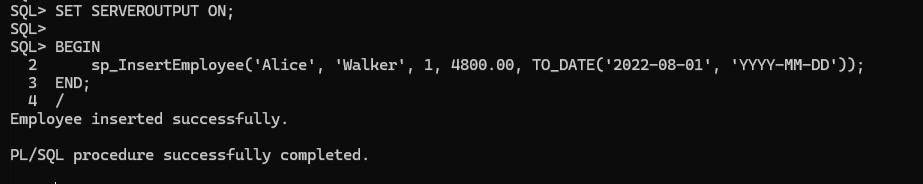 SQL> SET SERVEROUTPUT ON;
SQL>
SQL> BEGIN
  2      sp_InsertEmployee('Alice', 'Walker', 1, 4800.00, TO_DATE('2022-08-01', 'YYYY-MM-DD'));
  3  END;
  4  /
Employee inserted successfully.

PL/SQL procedure successfully completed.